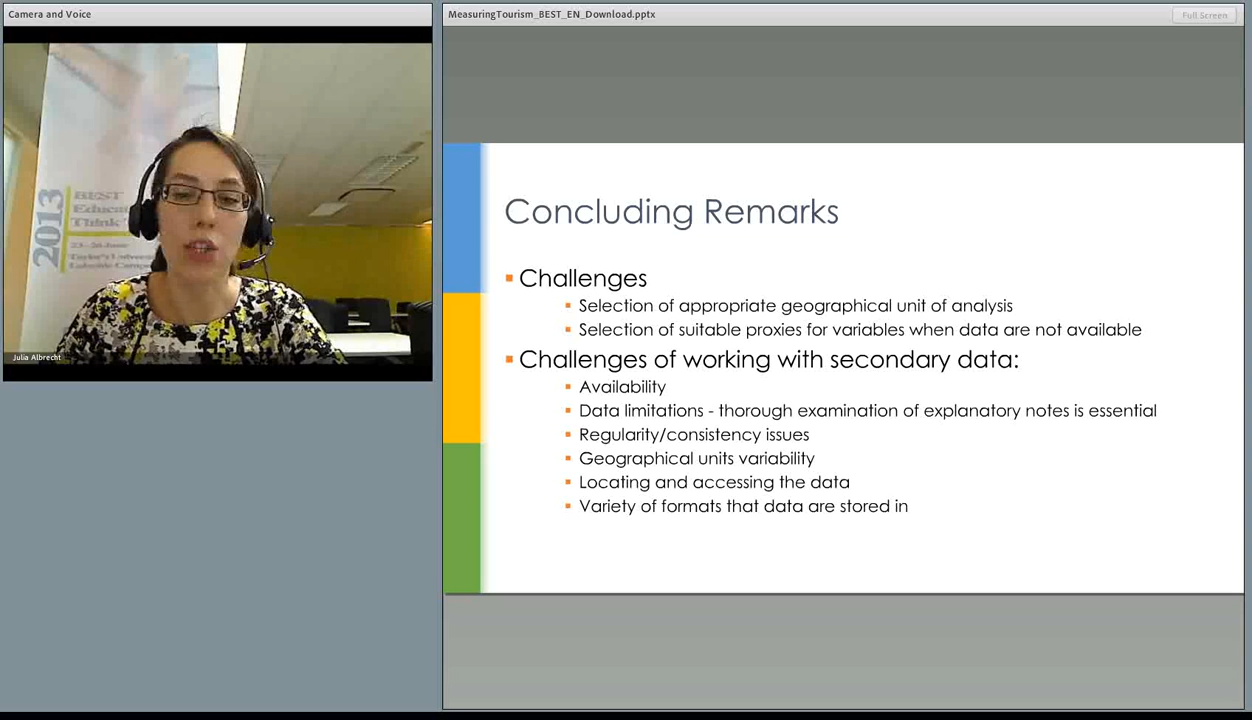 Camera and Voice
2013
BEST
Educat
Think
Julia Albrecht
MeasuringTourism_BEST_EN_Download.pptx
Full Screen
Concluding Remarks
Challenges
Selection of appropriate geographical unit of analysis
Selection of suitable proxies for variables when data are not available
Challenges of working with secondary data:
Availability
Data limitations - thorough examination of explanatory notes is essential
Regularity/consistency issues
Geographical units variability
Locating and accessing the data
Variety of formats that data are stored in